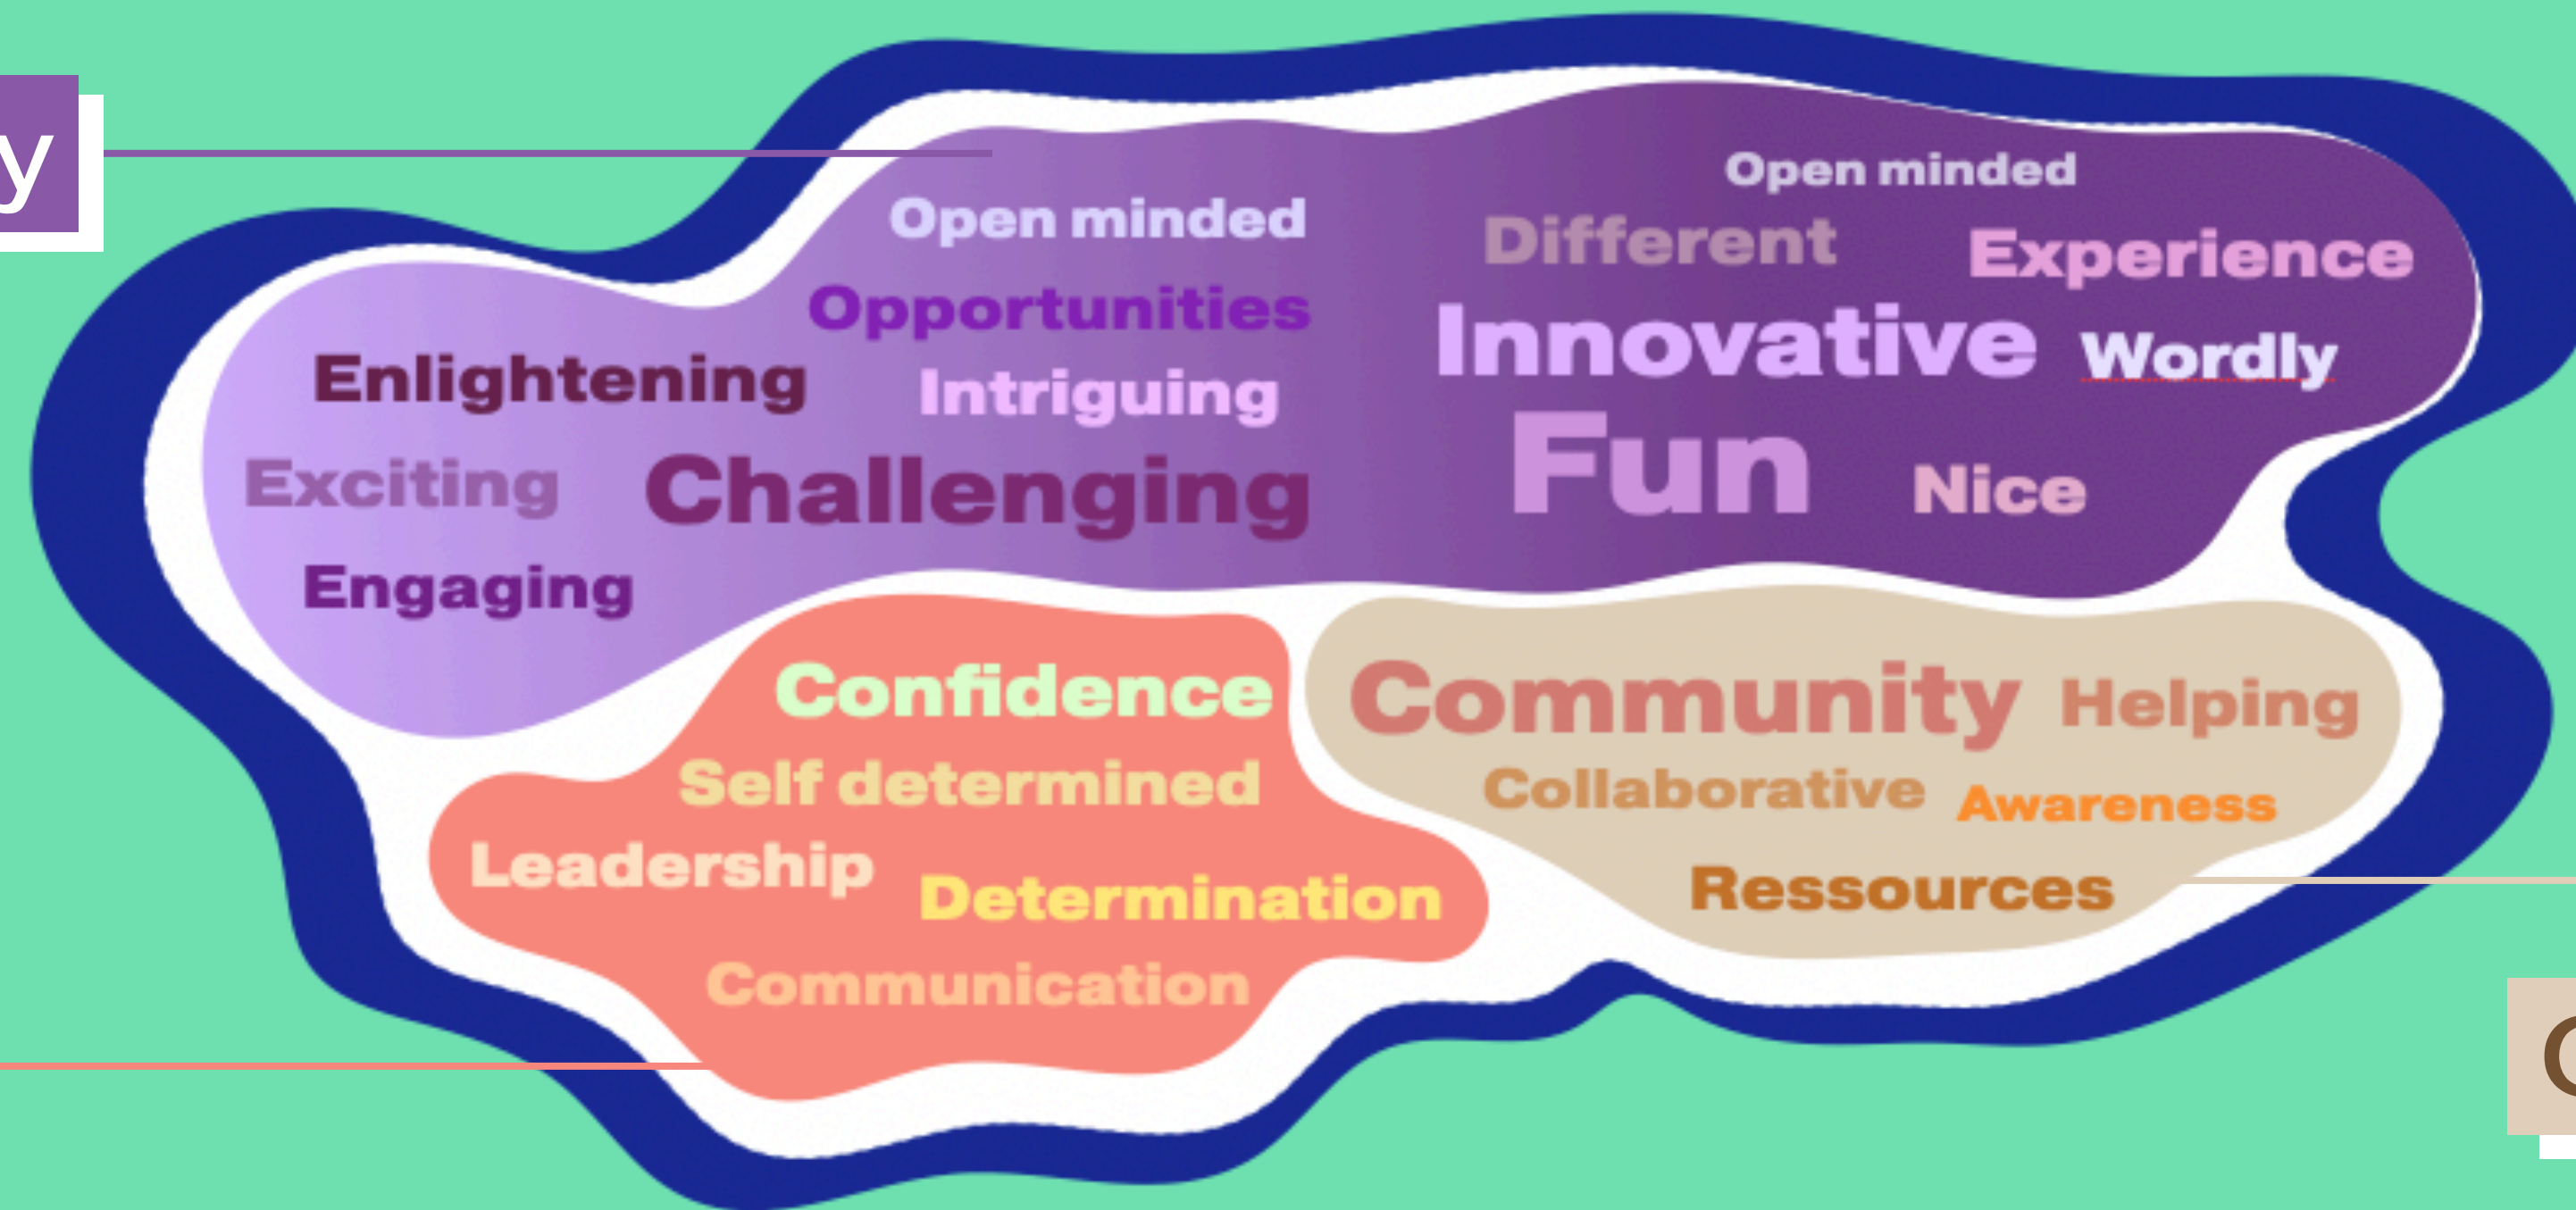 y
Open minded
Opportunities
Enlightening
Intriguing
Exciting
Challenging
Engaging
Open minded
Different
Experience
Innovative
Wordly
Fun
Nice
Confidence
Self determined
Leadership
Determination
Communication
Community
Helping
Collaborative
Awareness
Ressources